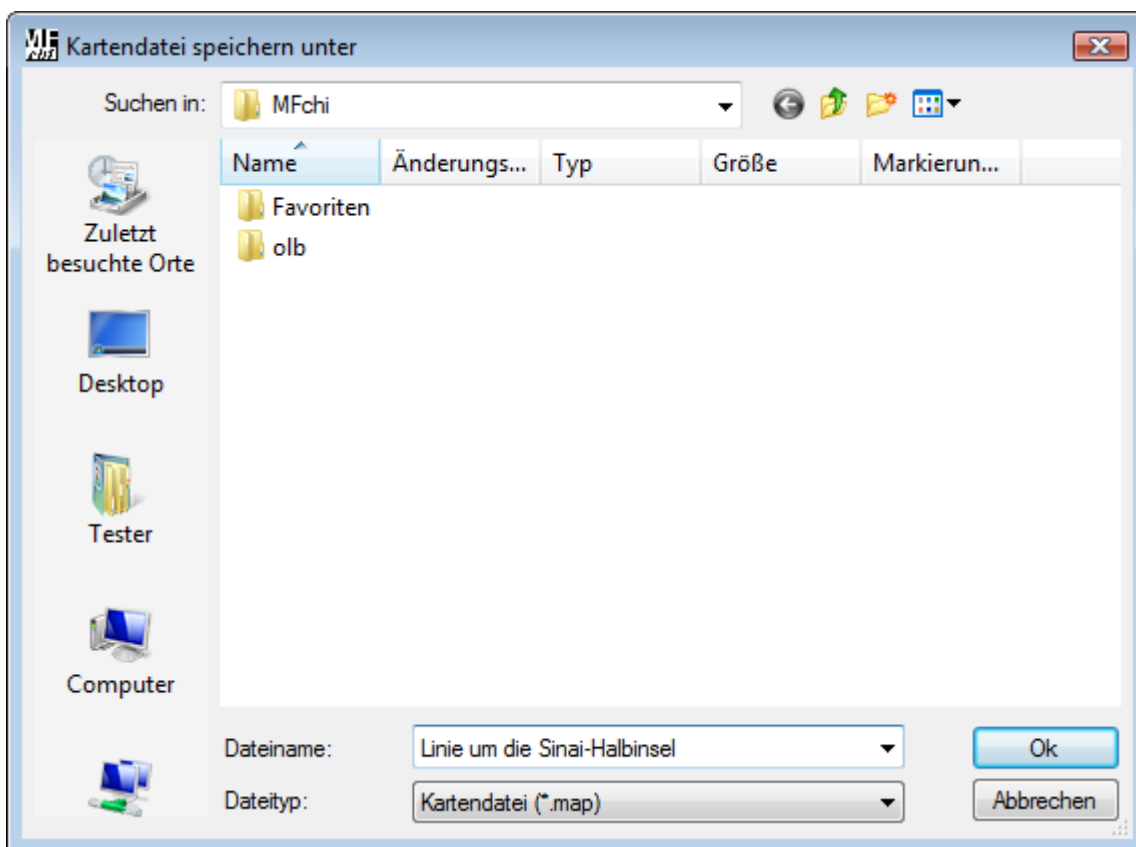 MFchi Kartendatei speichern unter
Suchen in: MFchi
Name Änderungs... Typ Größe Markierun...
Favoriten
olb
Zuletzt
besuchte Orte
Desktop
Tester
Computer
Dateiname: Linie um die Sinai-Halbinsel Ok
Dateityp: Kartendatei (*.map) Abbrechen